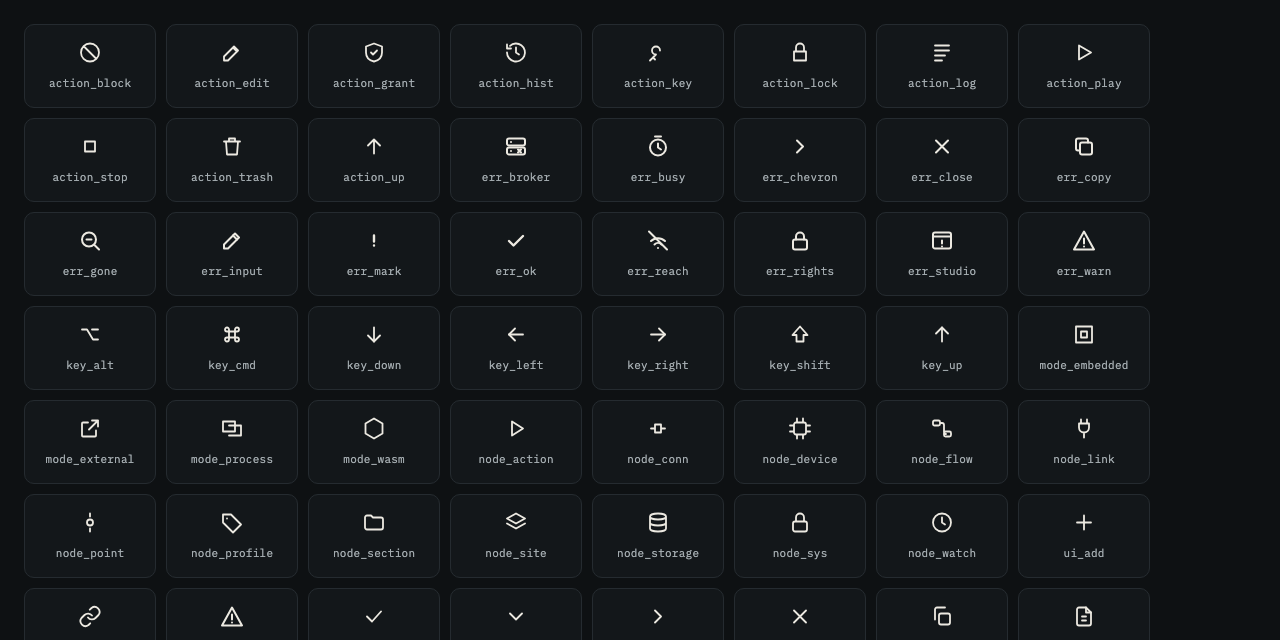 action_block action_edit action_grant action_hist action_key action_lock action_log action_play
action_stop action_trash action_up err_broker err_busy err_chevron err_close err_copy
err_gone err_input err_mark err_ok err_reach err_rights err_studio err_warn
key_alt key_cmd key_down key_left key_right key_shift key_up mode_embedded
mode_external mode_process mode_wasm node_action node_conn node_device node_flow node_link
node_point node_profile node_section node_site node_storage node_sys node_watch ui_add